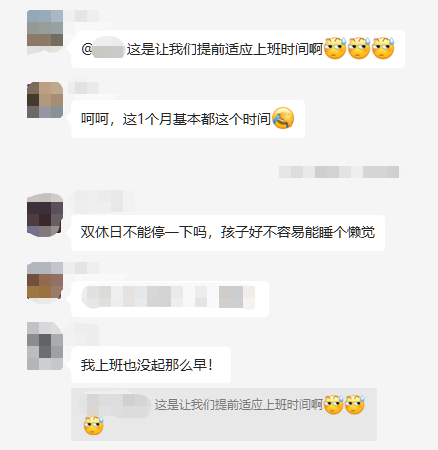 @ 这是让我们提前适应上班时间啊
呵呵，这1个月基本都这个时间
双休日不能停一下吗，孩子好不容易能睡个懒觉
我上班也没起那么早！
这是让我们提前适应上班时间啊